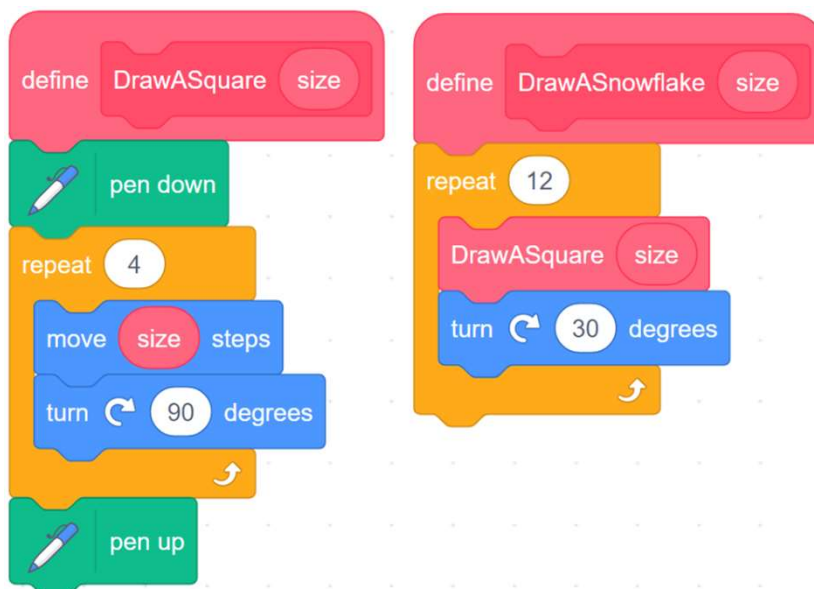 define DrawASquare size
pen down
repeat 4
move size steps
turn 90 degrees
pen up
define DrawASnowflake size
repeat 12
DrawASquare size
turn 30 degrees